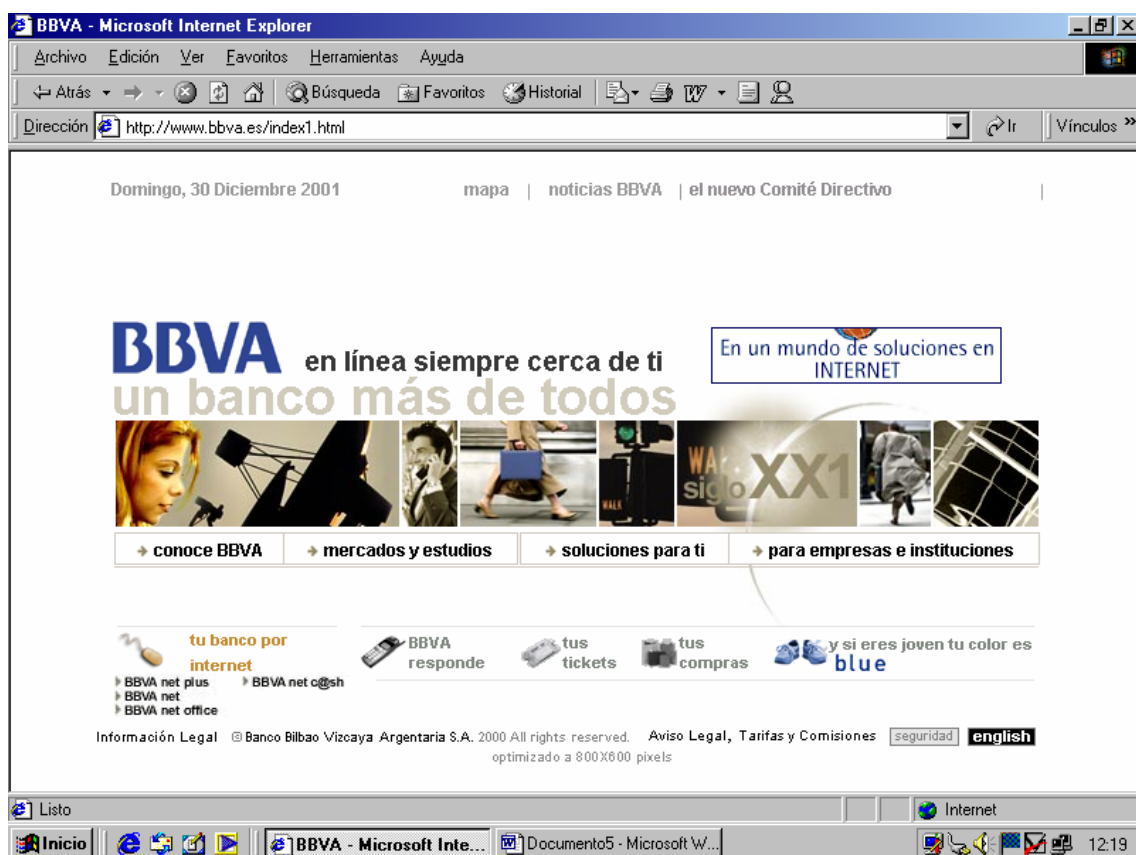 BBVA - Microsoft Internet Explorer
Archivo Edición Ver Favoritos Herramientas Ayuda
Atrás Búsqueda Favoritos Historial
Dirección http://www.bbva.es/index1.html Ir Vínculos »
Domingo, 30 Diciembre 2001 mapa | noticias BBVA | el nuevo Comité Directivo |
BBVA en línea siempre cerca de ti
En un mundo de soluciones en
INTERNET
un banco más de todos
WALK
WA
siglo XX1
conoce BBVA mercados y estudios soluciones para ti para empresas e instituciones
tu banco por
internet
BBVA
responde
tus
tickets
tus
compras
y si eres joven tu color es
blue
BBVA net plus BBVA net c@sh
BBVA net
BBVA net office
Información Legal © Banco Bilbao Vizcaya Argentaria S.A. 2000 All rights reserved. Aviso Legal, Tarifas y Comisiones seguridad english
optimizado a 800X600 pixels
Listo Internet
Inicio BBVA - Microsoft Inte... Documento5 - Microsoft W... 12:19